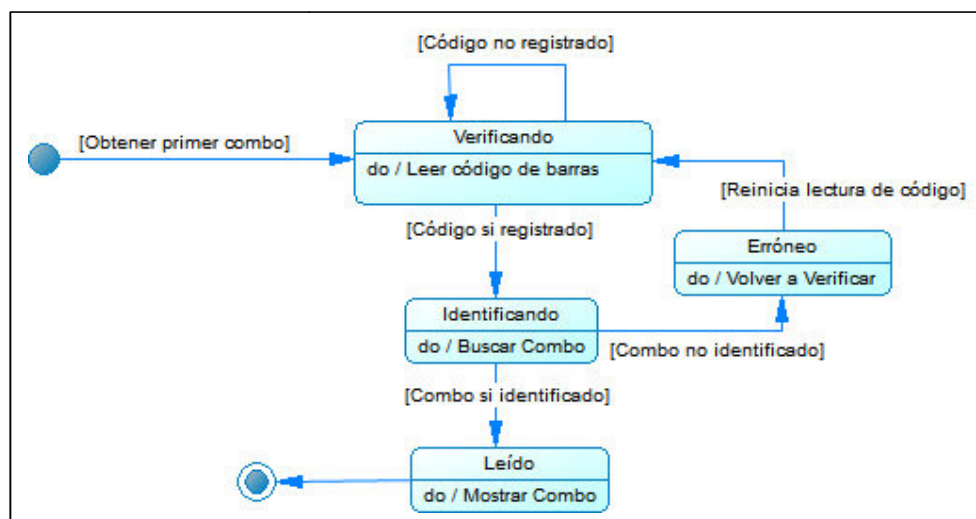 [Código no registrado]
[Obtener primer combo]
Verificando
do / Leer código de barras
[Reinicia lectura de código]
[Código si registrado]
Erróneo
do / Volver a Verificar
Identificando
do / Buscar Combo
[Combo no identificado]
[Combo si identificado]
Leído
do / Mostrar Combo